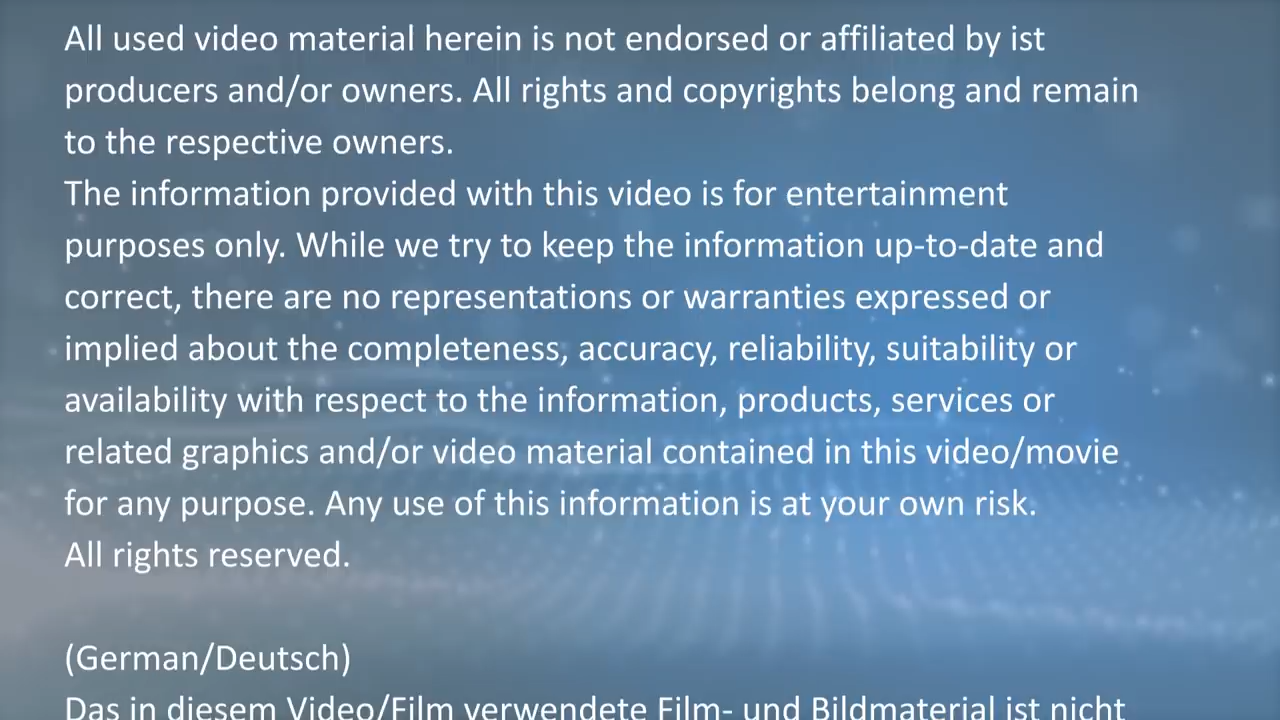 All used video material herein is not endorsed or affiliated by ist
producers and/or owners. All rights and copyrights belong and remain
to the respective owners.
The information provided with this video is for entertainment
purposes only. While we try to keep the information up-to-date and
correct, there are no representations or warranties expressed or
implied about the completeness, accuracy, reliability, suitability or
availability with respect to the information, products, services or
related graphics and/or video material contained in this video/movie
for any purpose. Any use of this information is at your own risk.
All rights reserved.
(German/Deutsch)
Das in diesem Video/Film verwendete Film- und Bildmaterial ist nicht